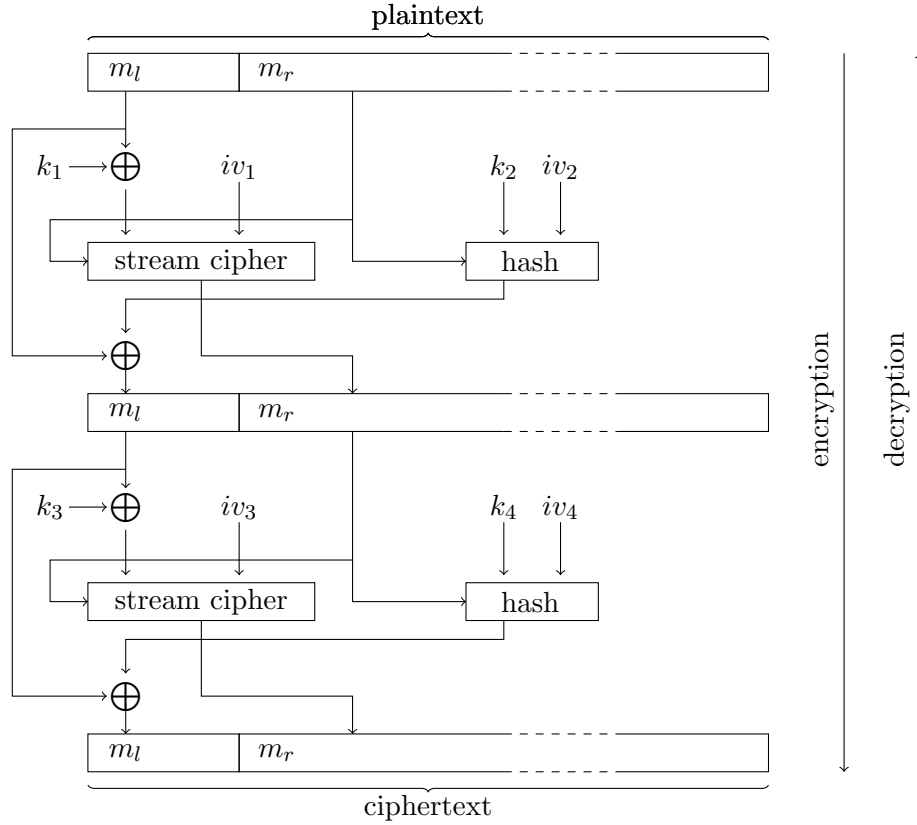 plaintext
m_l m_r
k_1 iv_1 k_2 iv_2
stream cipher hash
m_l m_r
k_3 iv_3 k_4 iv_4
stream cipher hash
m_l m_r
ciphertext
encryption
decryption